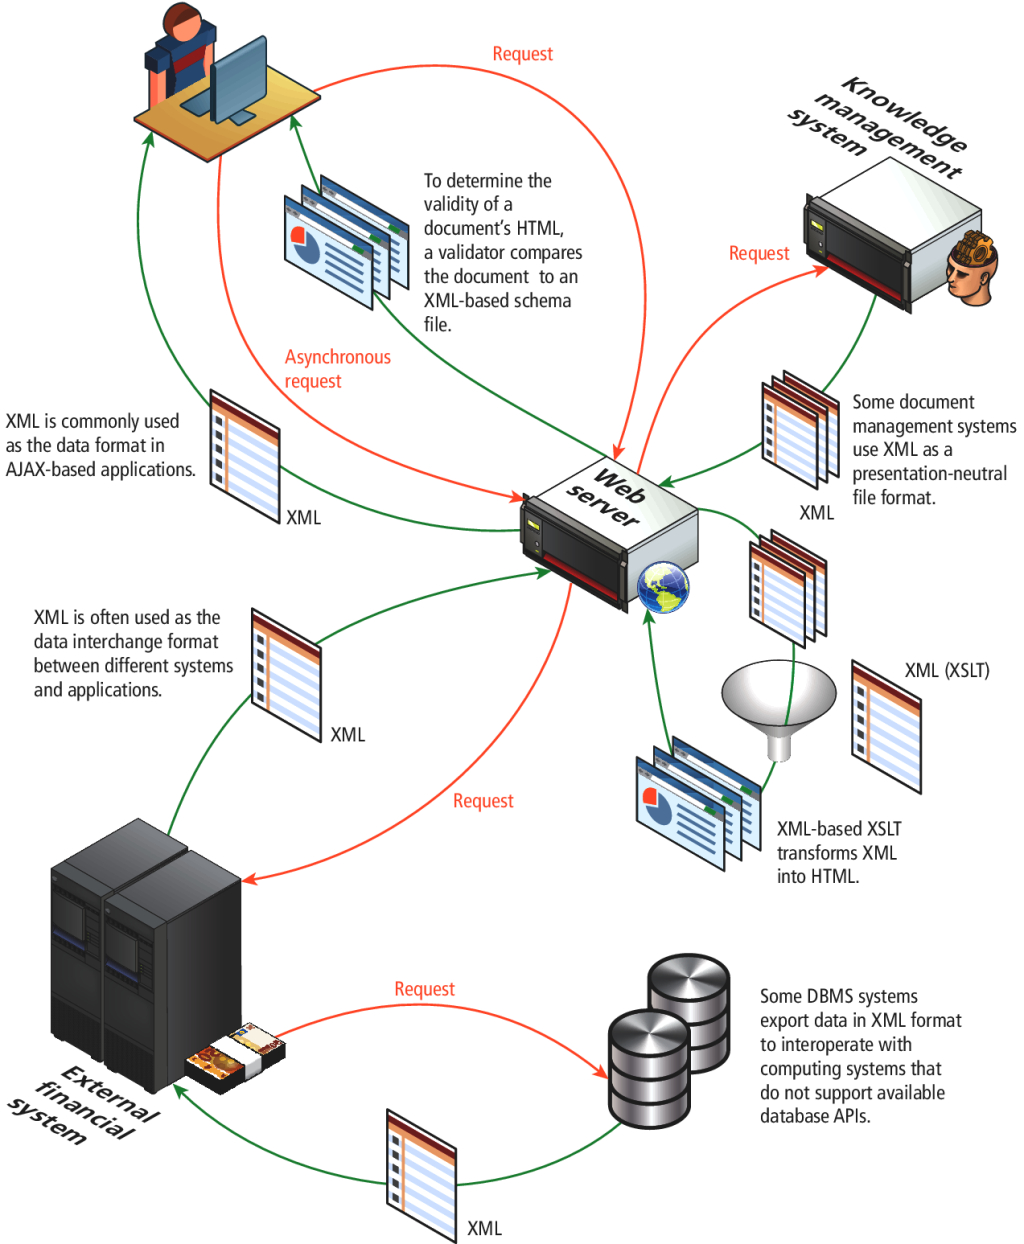 Request
Knowledge
management
system
To determine the
validity of a
document's HTML,
a validator compares
the document to an
XML-based schema
file.
Request
Asynchronous
request
XML is commonly used
as the data format in
AJAX-based applications.
XML
Some document
management systems
use XML as a
presentation-neutral
file format.
XML
Web
server
XML is often used as the
data interchange format
between different systems
and applications.
XML
XML (XSLT)
Request
XML-based XSLT
transforms XML
into HTML.
External
financial
system
Request
Some DBMS systems
export data in XML format
to interoperate with
computing systems that
do not support available
database APIs.
XML